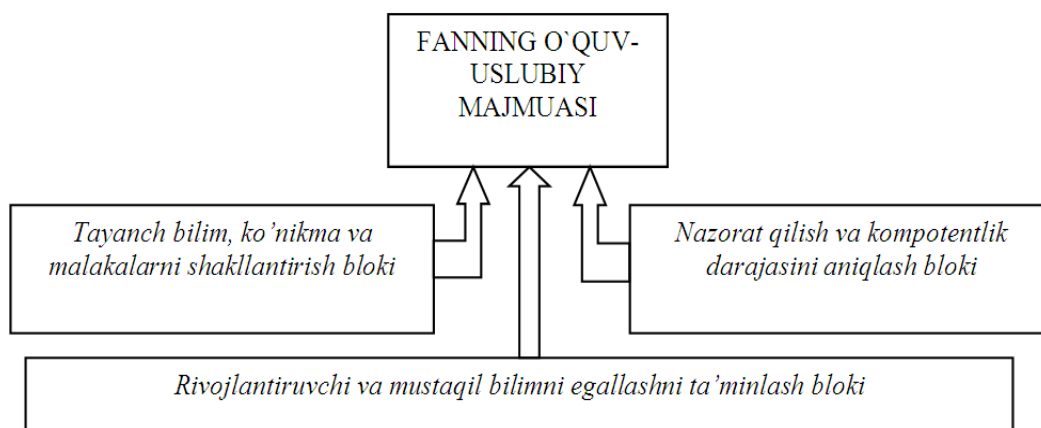 FANNING O`QUV-
USLUBIY
MAJMUASI
Tayanch bilim, ko’nikma va
malakalarni shakllantirish bloki
Nazorat qilish va kompotentlik
darajasini aniqlash bloki
Rivojlantiruvchi va mustaqil bilimni egallashni ta’minlash bloki